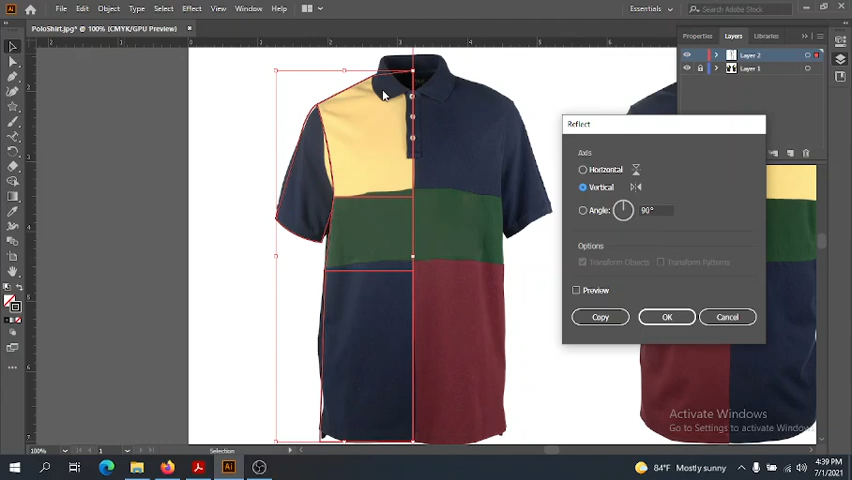 File Edit Object Type Select Effect View Window Help
Essentials
Search Adobe Stock
PoloShirt.jpg* @ 100% (CMYK/GPU Preview)
Properties Layers Libraries
Layer 2
Layer 1
Reflect
Axis
Horizontal
Vertical
Angle: 90°
Options
Transform Objects Transform Patterns
Preview
Copy OK Cancel
Activate Windows
Go to Settings to activate Windows.
100% 1 Selection
84°F Mostly sunny
4:39 PM
7/1/2021